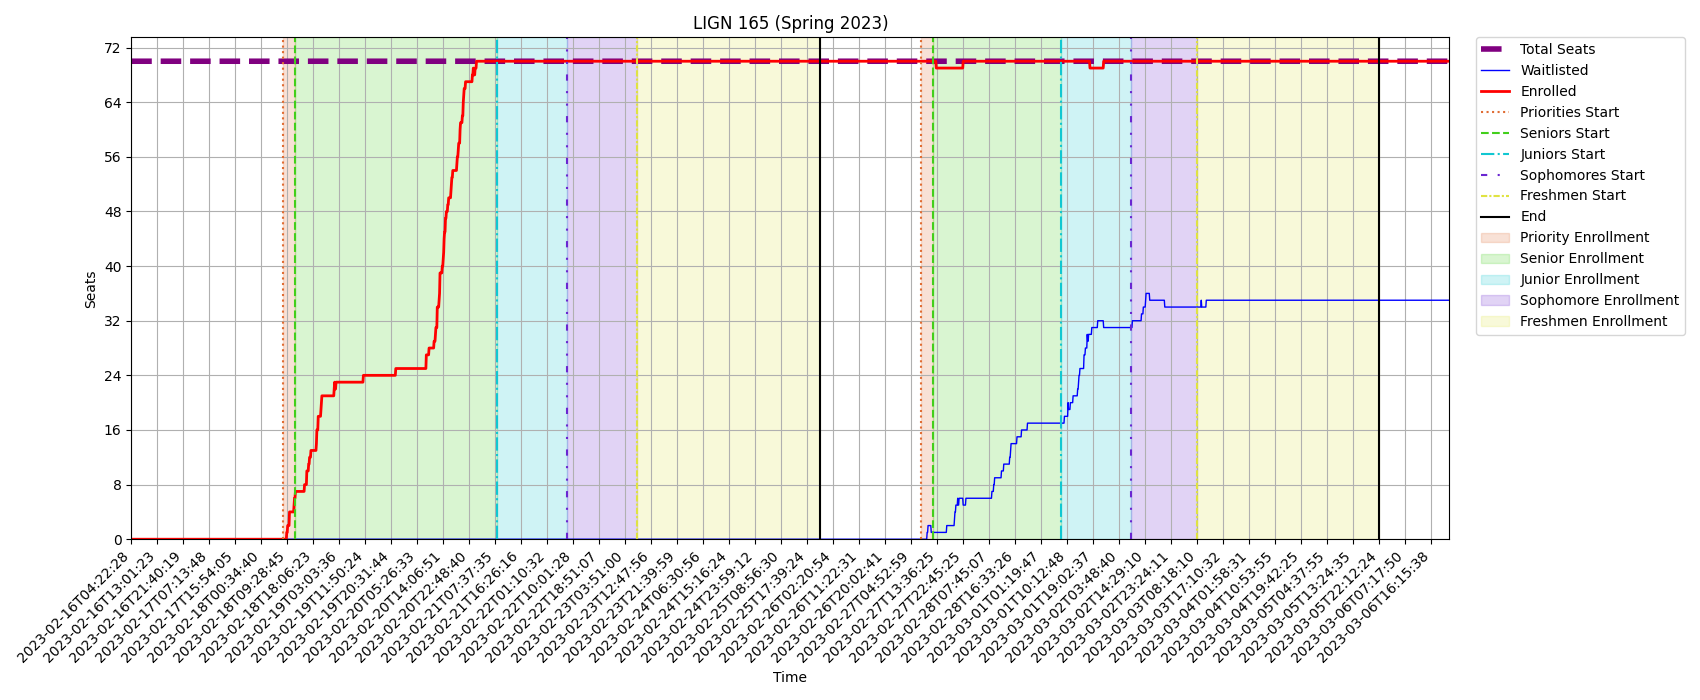 LIGN 165 (Spring 2023)
72
64
56
48
40
32
24
16
8
0
Seats
2023-02-16T04:22:28
2023-02-16T13:01:23
2023-02-16T21:40:19
2023-02-17T07:13:48
2023-02-17T15:54:05
2023-02-18T00:34:40
2023-02-18T09:28:45
2023-02-18T18:06:23
2023-02-19T03:03:36
2023-02-19T11:50:24
2023-02-19T20:31:44
2023-02-20T05:26:33
2023-02-20T14:06:51
2023-02-20T22:48:40
2023-02-21T07:37:35
2023-02-21T16:26:16
2023-02-22T01:10:32
2023-02-22T10:01:28
2023-02-22T18:51:07
2023-02-23T03:51:00
2023-02-23T12:47:56
2023-02-23T21:39:59
2023-02-24T06:30:56
2023-02-24T15:16:24
2023-02-24T23:59:12
2023-02-25T08:56:30
2023-02-25T17:39:24
2023-02-26T02:20:54
2023-02-26T11:22:31
2023-02-26T20:02:41
2023-02-27T04:52:59
2023-02-27T13:36:25
2023-02-27T22:45:25
2023-02-28T07:45:07
2023-02-28T16:33:26
2023-03-01T01:19:47
2023-03-01T10:12:48
2023-03-01T19:02:37
2023-03-02T03:48:40
2023-03-02T14:29:10
2023-03-02T23:24:11
2023-03-03T08:18:10
2023-03-03T17:10:32
2023-03-04T01:58:31
2023-03-04T10:53:55
2023-03-04T19:42:25
2023-03-05T04:37:55
2023-03-05T13:24:35
2023-03-05T22:12:24
2023-03-06T07:17:50
2023-03-06T16:15:38
Time
Total Seats
Waitlisted
Enrolled
Priorities Start
Seniors Start
Juniors Start
Sophomores Start
Freshmen Start
End
Priority Enrollment
Senior Enrollment
Junior Enrollment
Sophomore Enrollment
Freshmen Enrollment